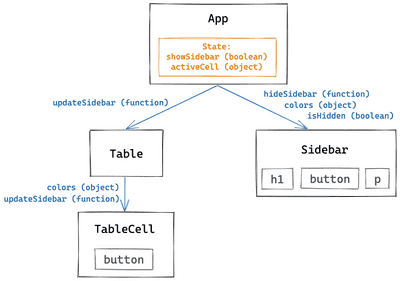 App
State:
showSidebar (boolean)
activeCell (object)
updateSidebar (function)
hideSidebar (function)
colors (object)
isHidden (boolean)
Table
Sidebar
h1
button
p
colors (object)
updateSidebar (function)
TableCell
button